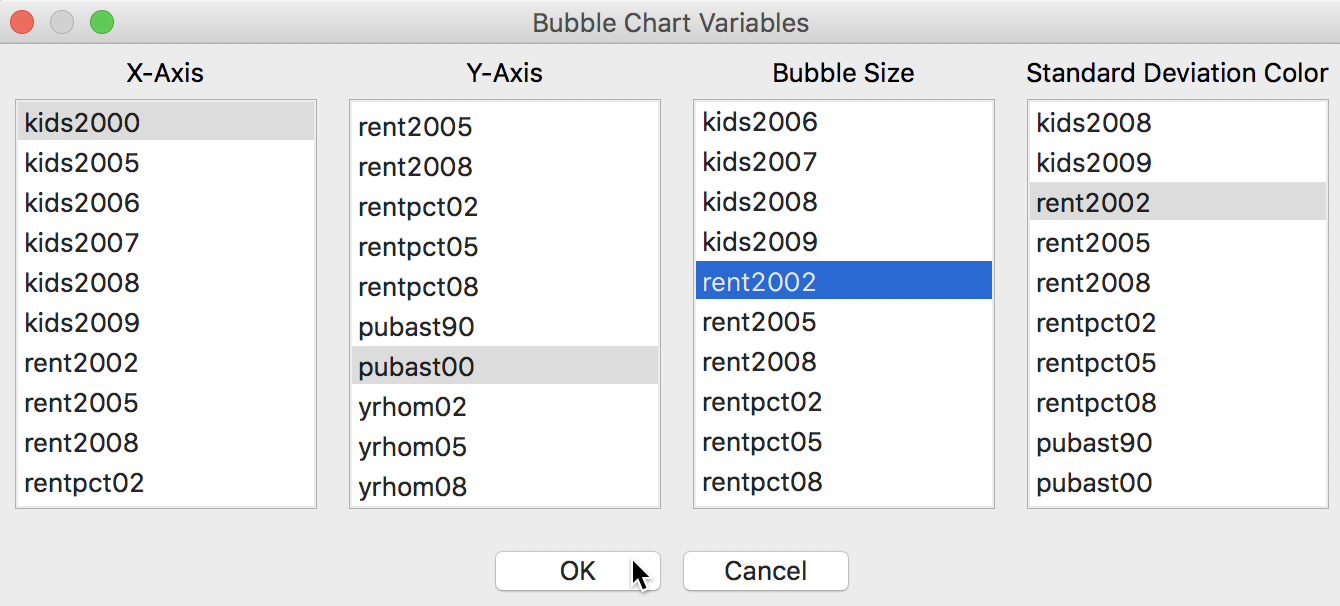 Bubble Chart Variables
X-Axis
kids2000
kids2005
kids2006
kids2007
kids2008
kids2009
rent2002
rent2005
rent2008
rentpct02
Y-Axis
rent2005
rent2008
rentpct02
rentpct05
rentpct08
pubast90
pubast00
yrhom02
yrhom05
yrhom08
Bubble Size
kids2006
kids2007
kids2008
kids2009
rent2002
rent2005
rent2008
rentpct02
rentpct05
rentpct08
Standard Deviation Color
kids2008
kids2009
rent2002
rent2005
rent2008
rentpct02
rentpct05
rentpct08
pubast90
pubast00
OK
Cancel